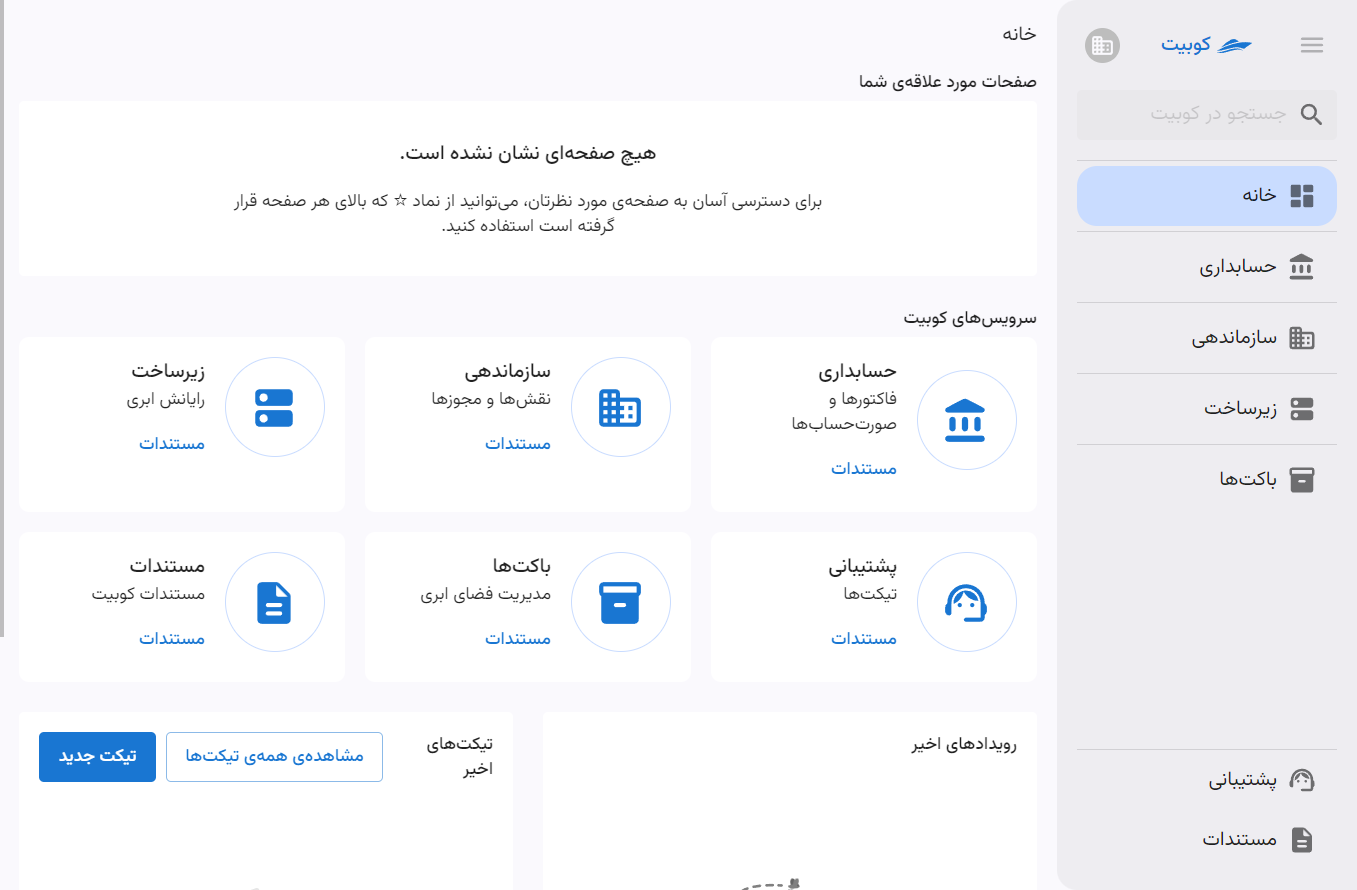 کوبیت
جستجو در کوبیت
خانه
حسابداری
سازماندهی
زیرساخت
باکت‌ها
پشتیبانی
مستندات
خانه
صفحات مورد علاقه‌ی شما
هیچ صفحه‌ای نشان نشده است.
برای دسترسی آسان به صفحه‌ی مورد نظرتان، می‌توانید از نماد ☆ که بالای هر صفحه قرار
گرفته است استفاده کنید.
سرویس‌های کوبیت
حسابداری
فاکتورها و
صورت‌حساب‌ها
مستندات
سازماندهی
نقش‌ها و مجوزها
مستندات
زیرساخت
رایانش ابری
مستندات
پشتیبانی
تیکت‌ها
مستندات
باکت‌ها
مدیریت فضای ابری
مستندات
مستندات
مستندات کوبیت
مستندات
رویدادهای اخیر
تیکت‌های
اخیر
مشاهده‌ی همه‌ی تیکت‌ها
تیکت جدید